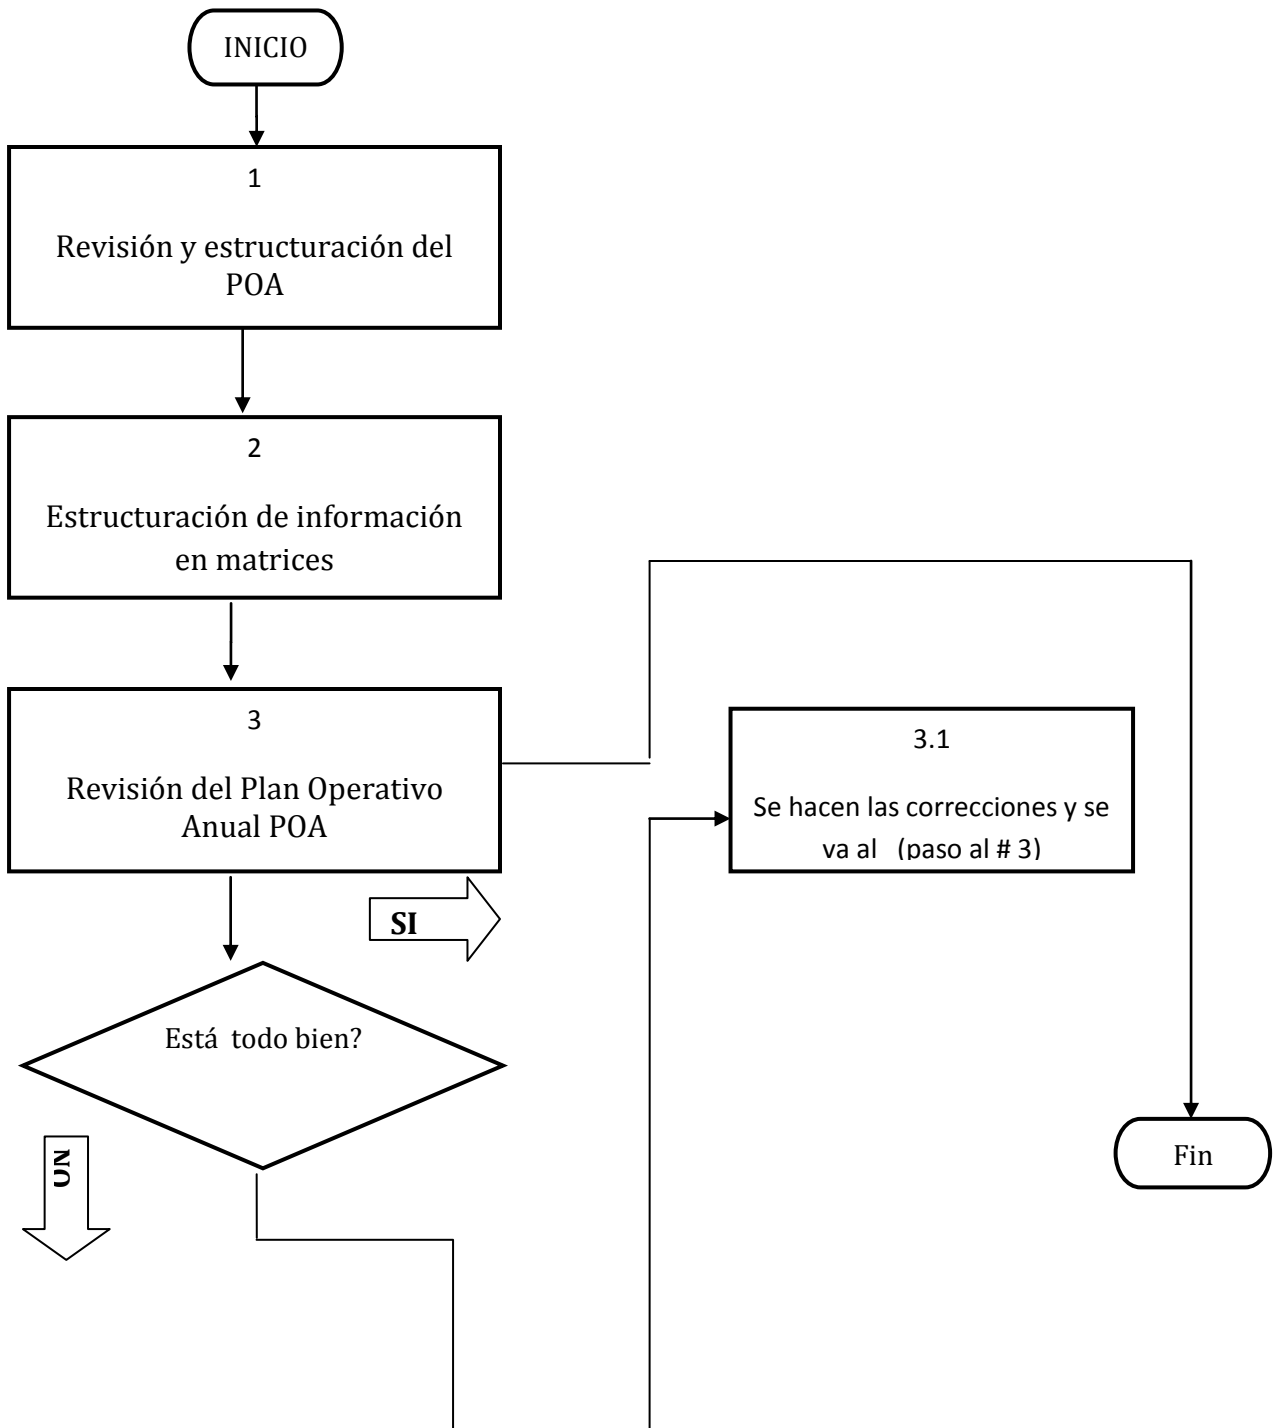 INICIO
1
Revisión y estructuración del
POA
2
Estructuración de información
en matrices
3
Revisión del Plan Operativo
Anual POA
3.1
Se hacen las correcciones y se
va al (paso al # 3)
SI
Está todo bien?
NO
Fin